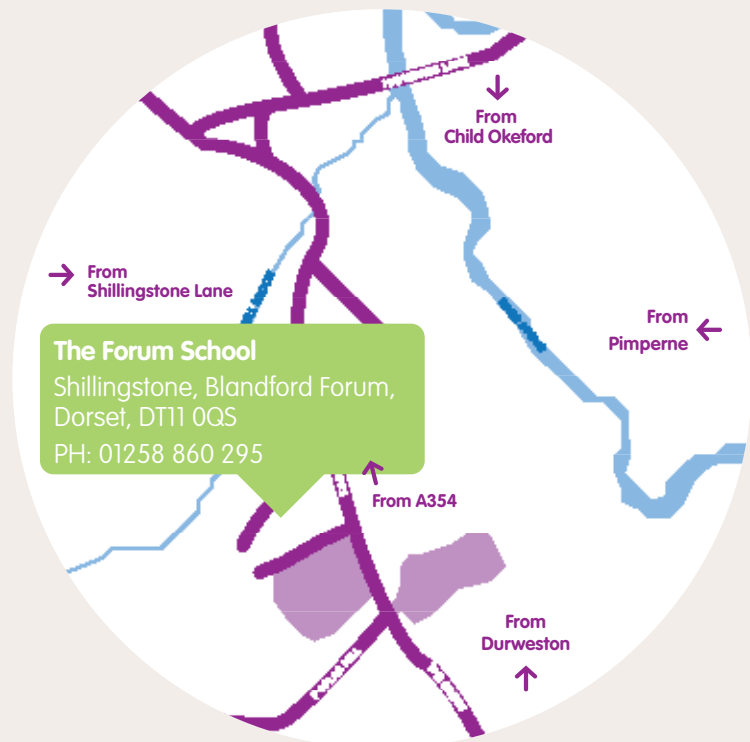 From
Child Okeford
From
Shillingstone Lane
From
Pimperne
The Forum School
Shillingstone, Blandford Forum,
Dorset, DT11 0QS
PH: 01258 860 295
From A354
From
Durweston